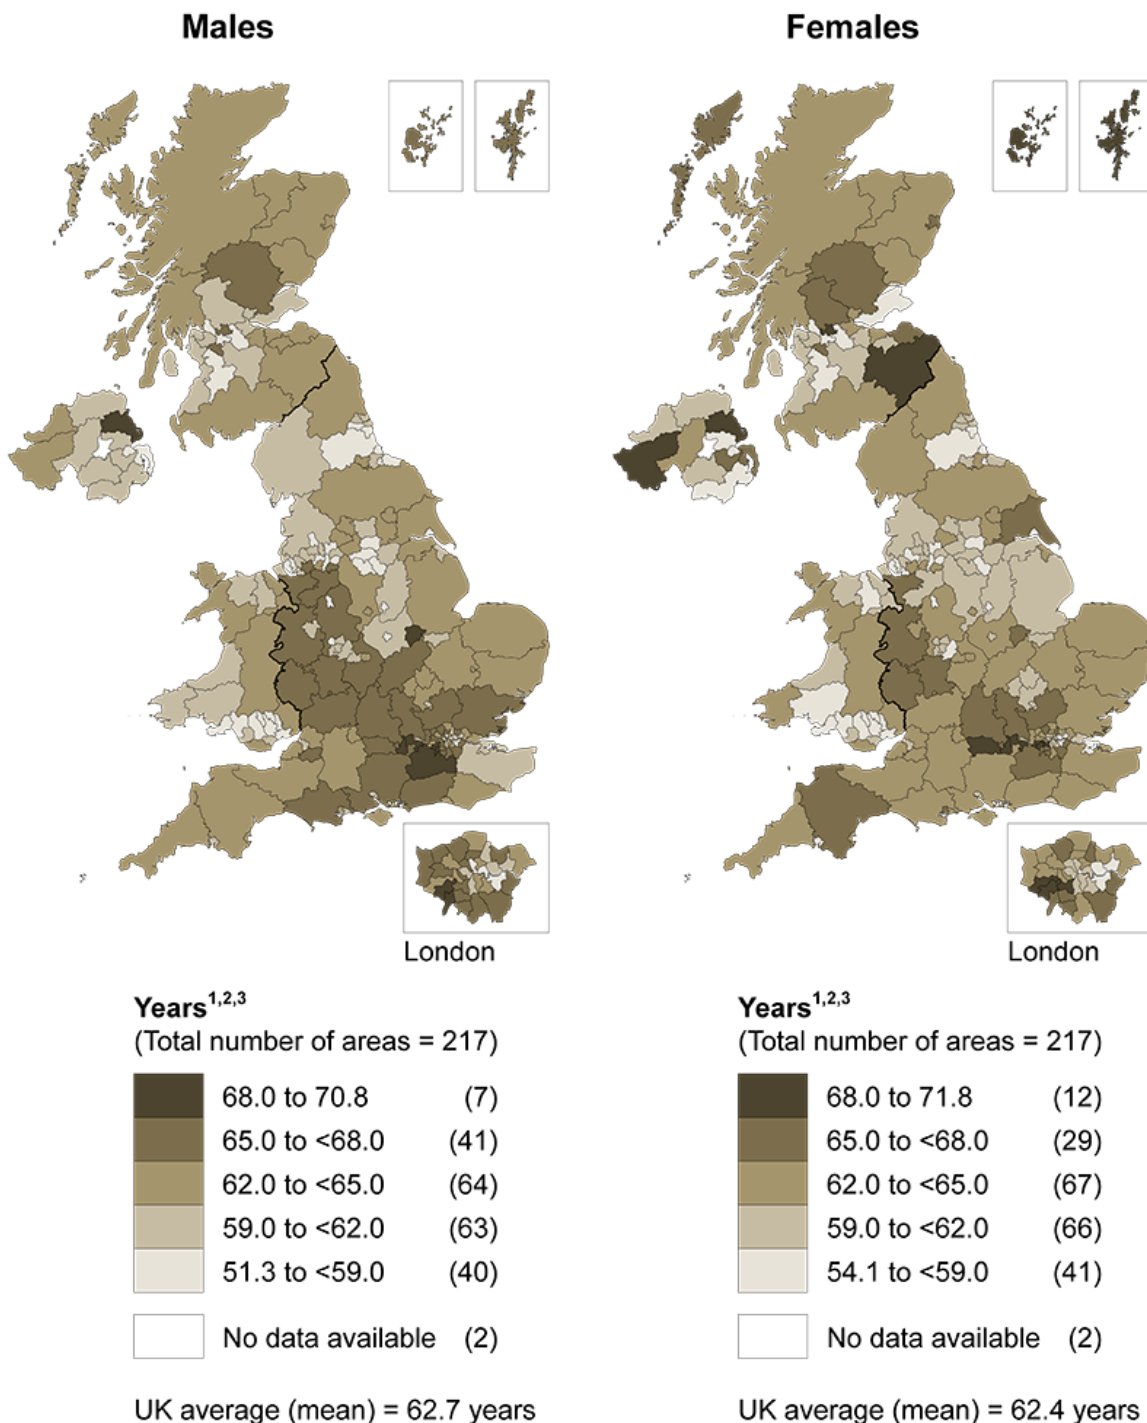 Males
Females
London
London
Years1,2,3
(Total number of areas = 217)
68.0 to 70.8 (7)
65.0 to <68.0 (41)
62.0 to <65.0 (64)
59.0 to <62.0 (63)
51.3 to <59.0 (40)
No data available (2)
UK average (mean) = 62.7 years
Years1,2,3
(Total number of areas = 217)
68.0 to 71.8 (12)
65.0 to <68.0 (29)
62.0 to <65.0 (67)
59.0 to <62.0 (66)
54.1 to <59.0 (41)
No data available (2)
UK average (mean) = 62.4 years